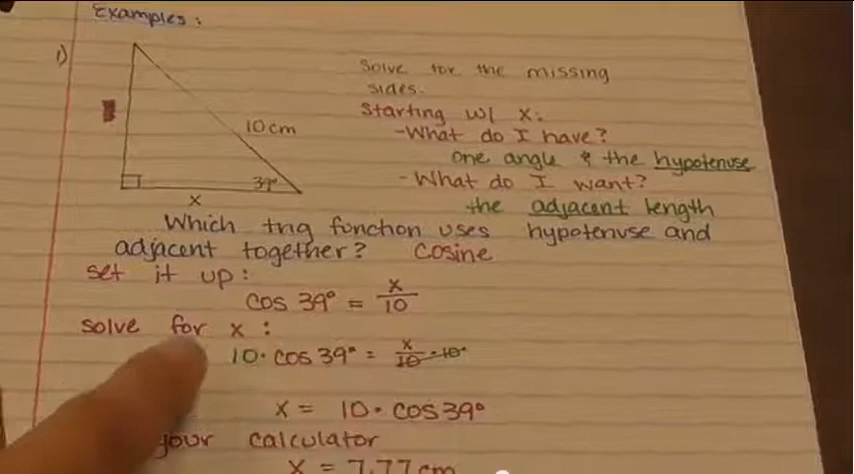 Examples:
1)
Solve for the missing
sides.
Starting w/ x:
-What do I have?
10cm
one angle & the hypotenuse
-What do I want?
39°
x
the adjacent length
Which trig function uses hypotenuse and
adjacent together? Cosine
set it up:
cos 39° = x/10
solve for x:
10 · cos 39° = x/10 · 10
x = 10 · cos 39°
your calculator
x = 7.77 cm